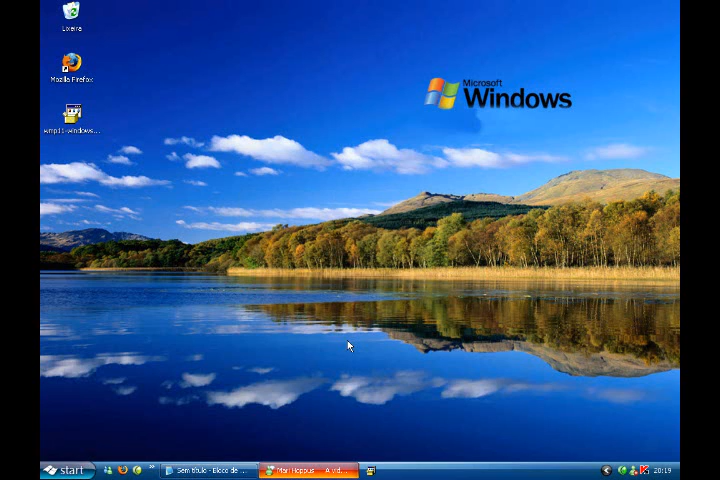 Lixeira
Mozilla Firefox
wmp11-windows...
Microsoft
Windows
start
Sem título - Bloco de ...
Mari Hoppus
A vid...
20:19